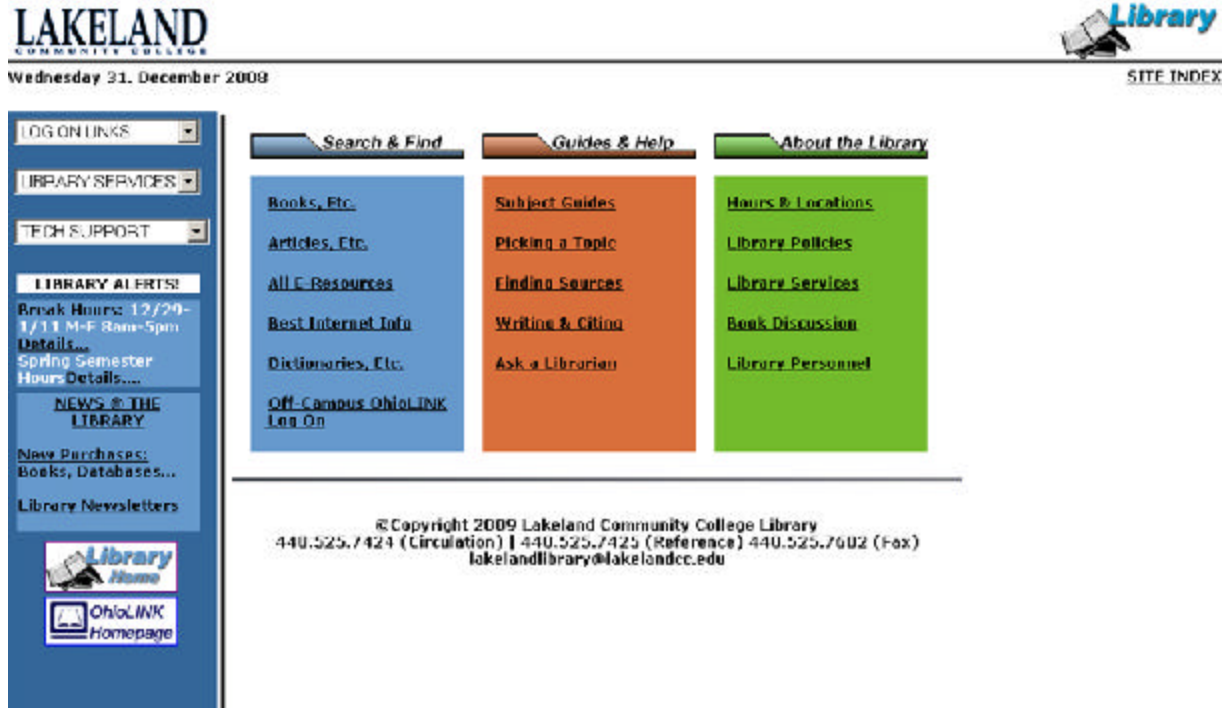 LAKELAND
COMMUNITY COLLEGE
Library
Wednesday 31. December 2008
SITE INDEX
LOG ON LINKS
LIBRARY SERVICES
TECH SUPPORT
LIBRARY ALERTS!
Break Hours: 12/29-
1/11 M-F 8am-5pm
Details...
Spring Semester
HoursDetails....
NEWS @ THE
LIBRARY
New Purchases:
Books, Databases...
Library Newsletters
Library
Home
OhioLINK
Homepage
Search & Find
Books, Etc.
Articles, Etc.
All E-Resources
Best Internet Info
Dictionaries, Etc.
Off-Campus OhioLINK
Log On
Guides & Help
Subject Guides
Picking a Topic
Finding Sources
Writing & Citing
Ask a Librarian
About the Library
Hours & Locations
Library Policies
Library Services
Book Discussion
Library Personnel
©Copyright 2009 Lakeland Community College Library
440.525.7424 (Circulation) | 440.525.7425 (Reference) 440.525.7602 (Fax)
lakelandlibrary@lakelandcc.edu